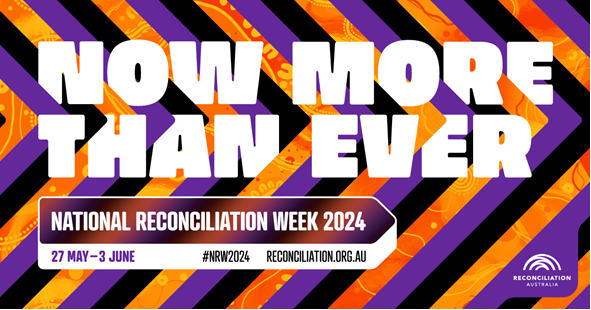 NOW MORE
THAN EVER
NATIONAL RECONCILIATION WEEK 2024
27 MAY–3 JUNE #NRW2024 RECONCILIATION.ORG.AU
RECONCILIATION
AUSTRALIA